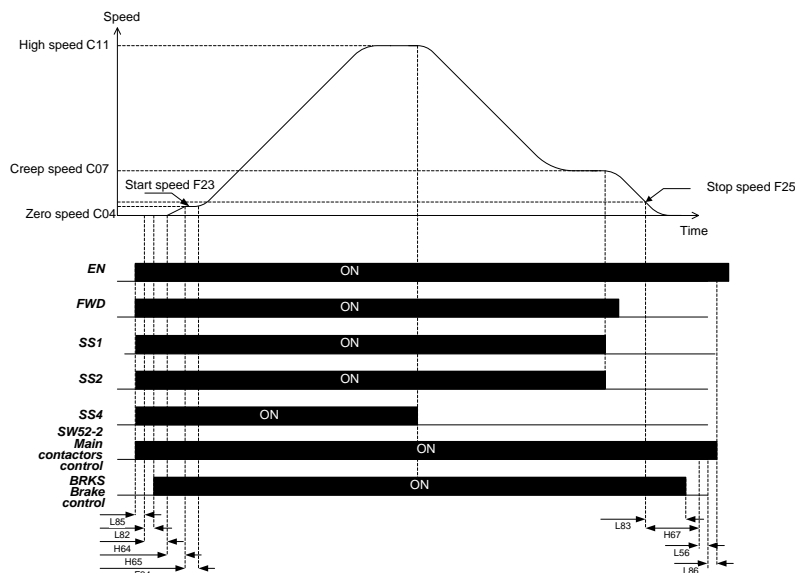 Speed
High speed C11
Creep speed C07
Start speed F23
Stop speed F25
Zero speed C04
Time
EN
ON
FWD
ON
SS1
ON
SS2
ON
SS4
ON
SW52-2
Main
contactors
control
ON
BRKS
Brake
control
ON
L85
L83
L82
H67
H64
L56
H65
L86